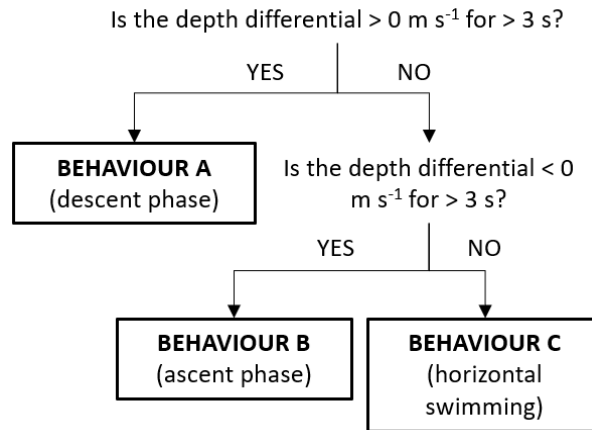 Is the depth differential > 0 m s⁻¹ for > 3 s?
YES
NO
BEHAVIOUR A
(descent phase)
Is the depth differential < 0
m s⁻¹ for > 3 s?
YES
NO
BEHAVIOUR B
(ascent phase)
BEHAVIOUR C
(horizontal
swimming)